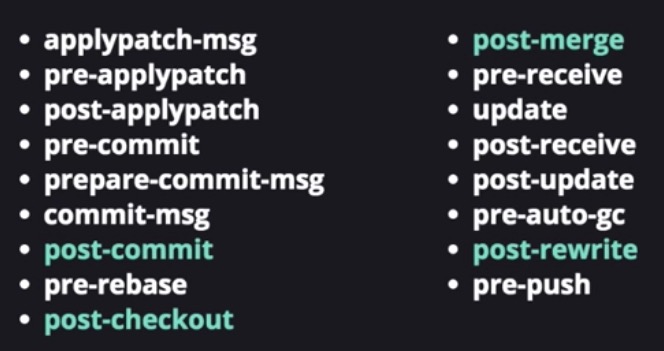 • applypatch-msg
• pre-applypatch
• post-applypatch
• pre-commit
• prepare-commit-msg
• commit-msg
• post-commit
• pre-rebase
• post-checkout
• post-merge
• pre-receive
• update
• post-receive
• post-update
• pre-auto-gc
• post-rewrite
• pre-push